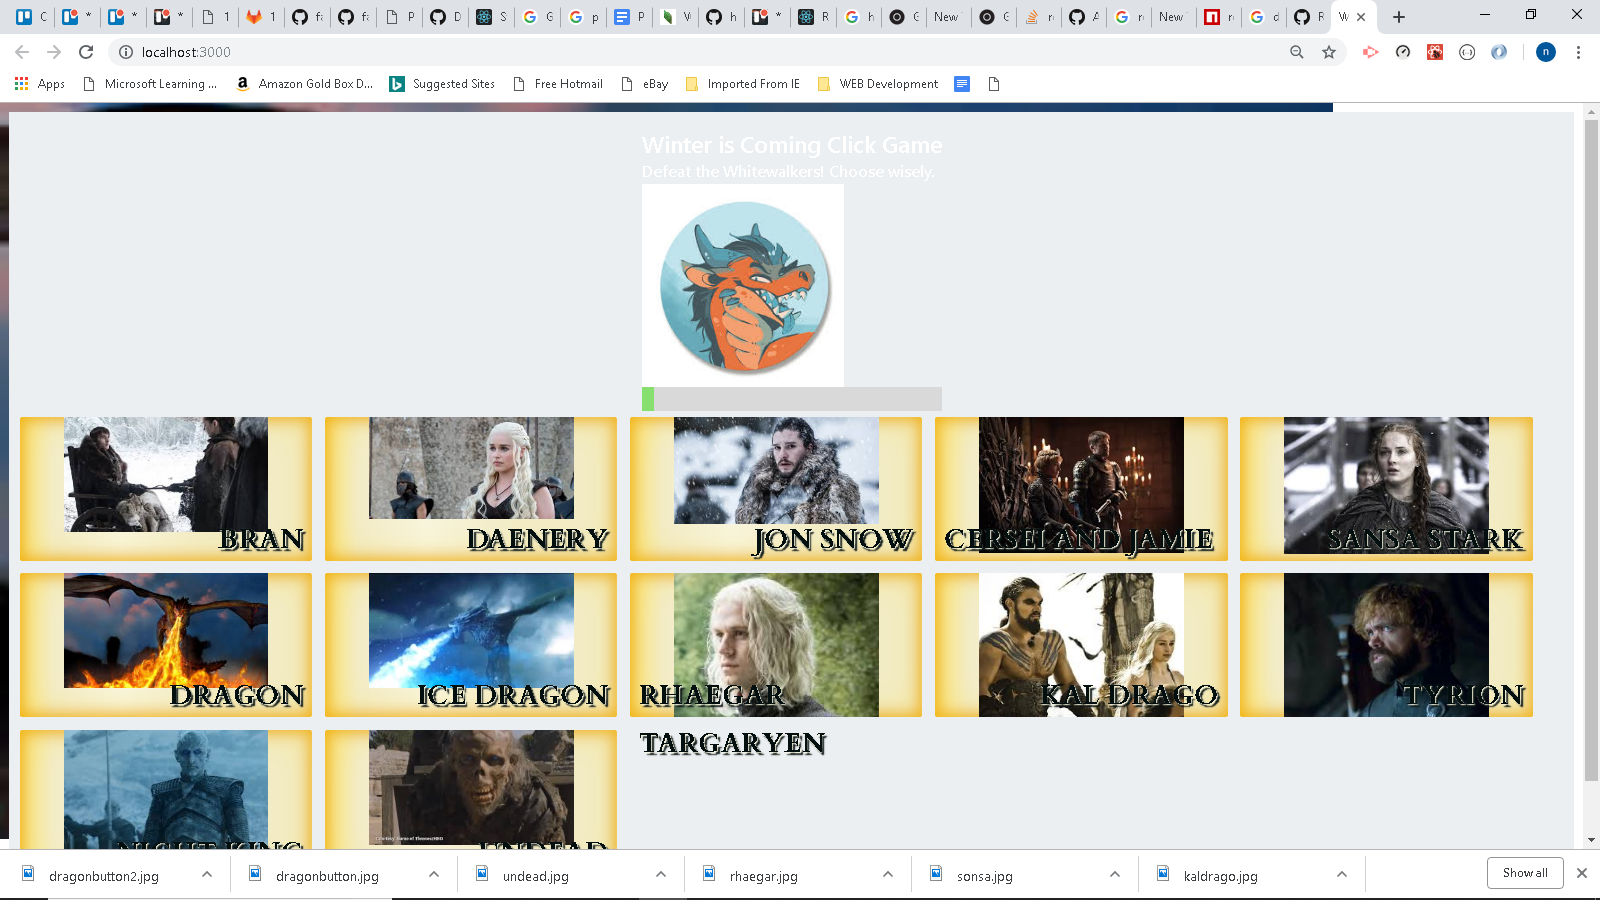 localhost:3000
Apps
Microsoft Learning ...
Amazon Gold Box D...
Suggested Sites
Free Hotmail
eBay
Imported From IE
WEB Development
Winter is Coming Click Game
Defeat the Whitewalkers! Choose wisely.
BRAN
DAENERY
JON SNOW
CERSEI AND JAMIE
SANSA STARK
DRAGON
ICE DRAGON
RHAEGAR
TARGARYEN
KAL DRAGO
TYRION
NIGHT KING
UNDEAD
dragonbutton2.jpg
dragonbutton.jpg
undead.jpg
rhaegar.jpg
sonsa.jpg
kaldrago.jpg
Show all